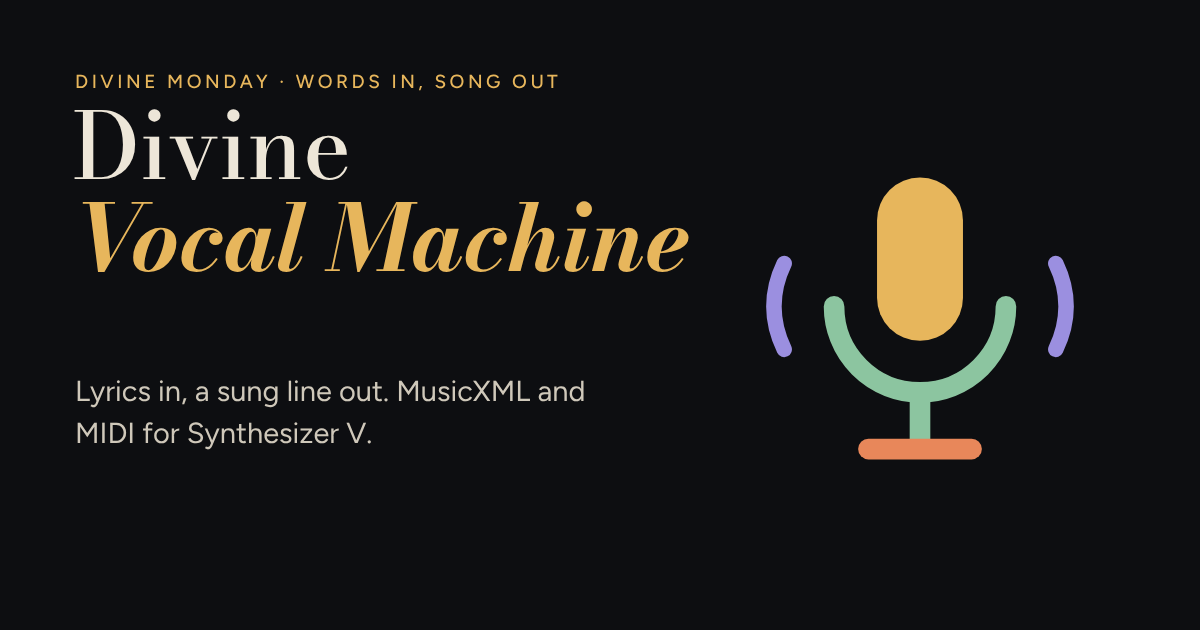 DIVINE MONDAY · WORDS IN, SONG OUT
Divine
Vocal Machine
Lyrics in, a sung line out. MusicXML and
MIDI for Synthesizer V.